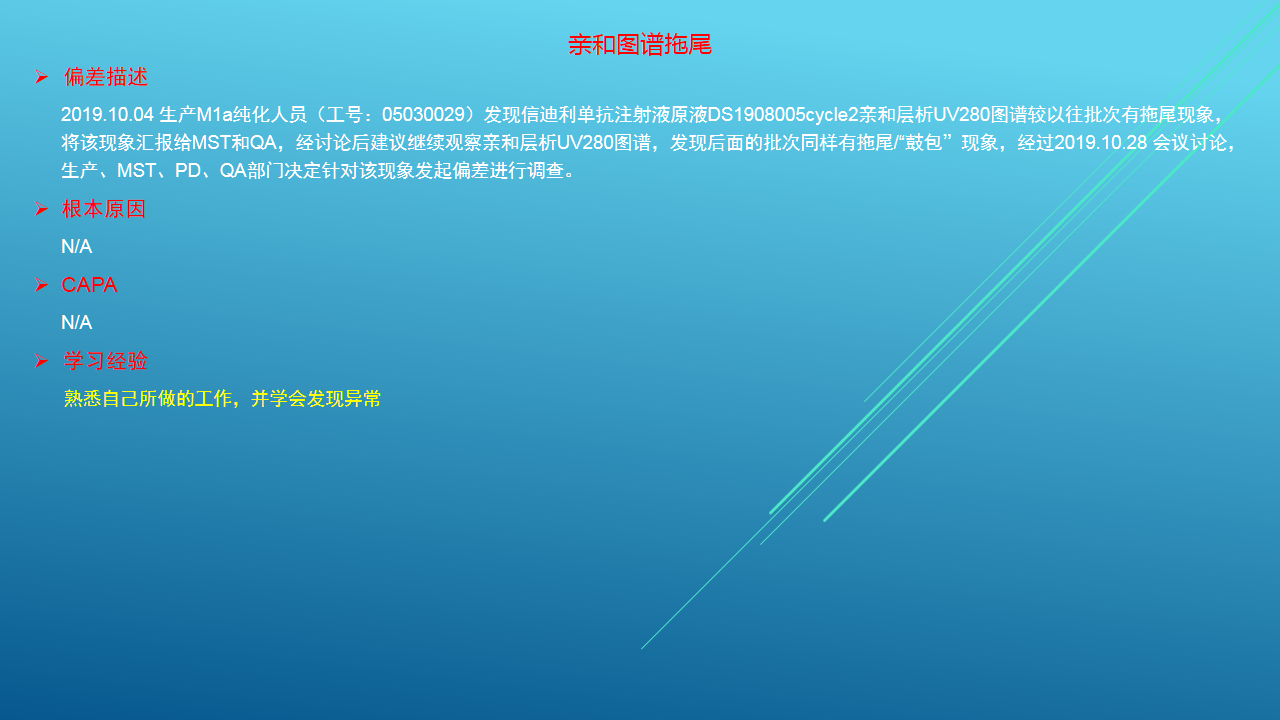 亲和图谱拖尾
偏差描述
2019.10.04 生产M1a纯化人员（工号：05030029）发现信迪利单抗注射液原液DS1908005cycle2亲和层析UV280图谱较以往批次有拖尾现象，
将该现象汇报给MST和QA，经讨论后建议继续观察亲和层析UV280图谱，发现后面的批次同样有拖尾/“鼓包”现象，经过2019.10.28 会议讨论，
生产、MST、PD、QA部门决定针对该现象发起偏差进行调查。
根本原因
N/A
CAPA
N/A
学习经验
熟悉自己所做的工作，并学会发现异常